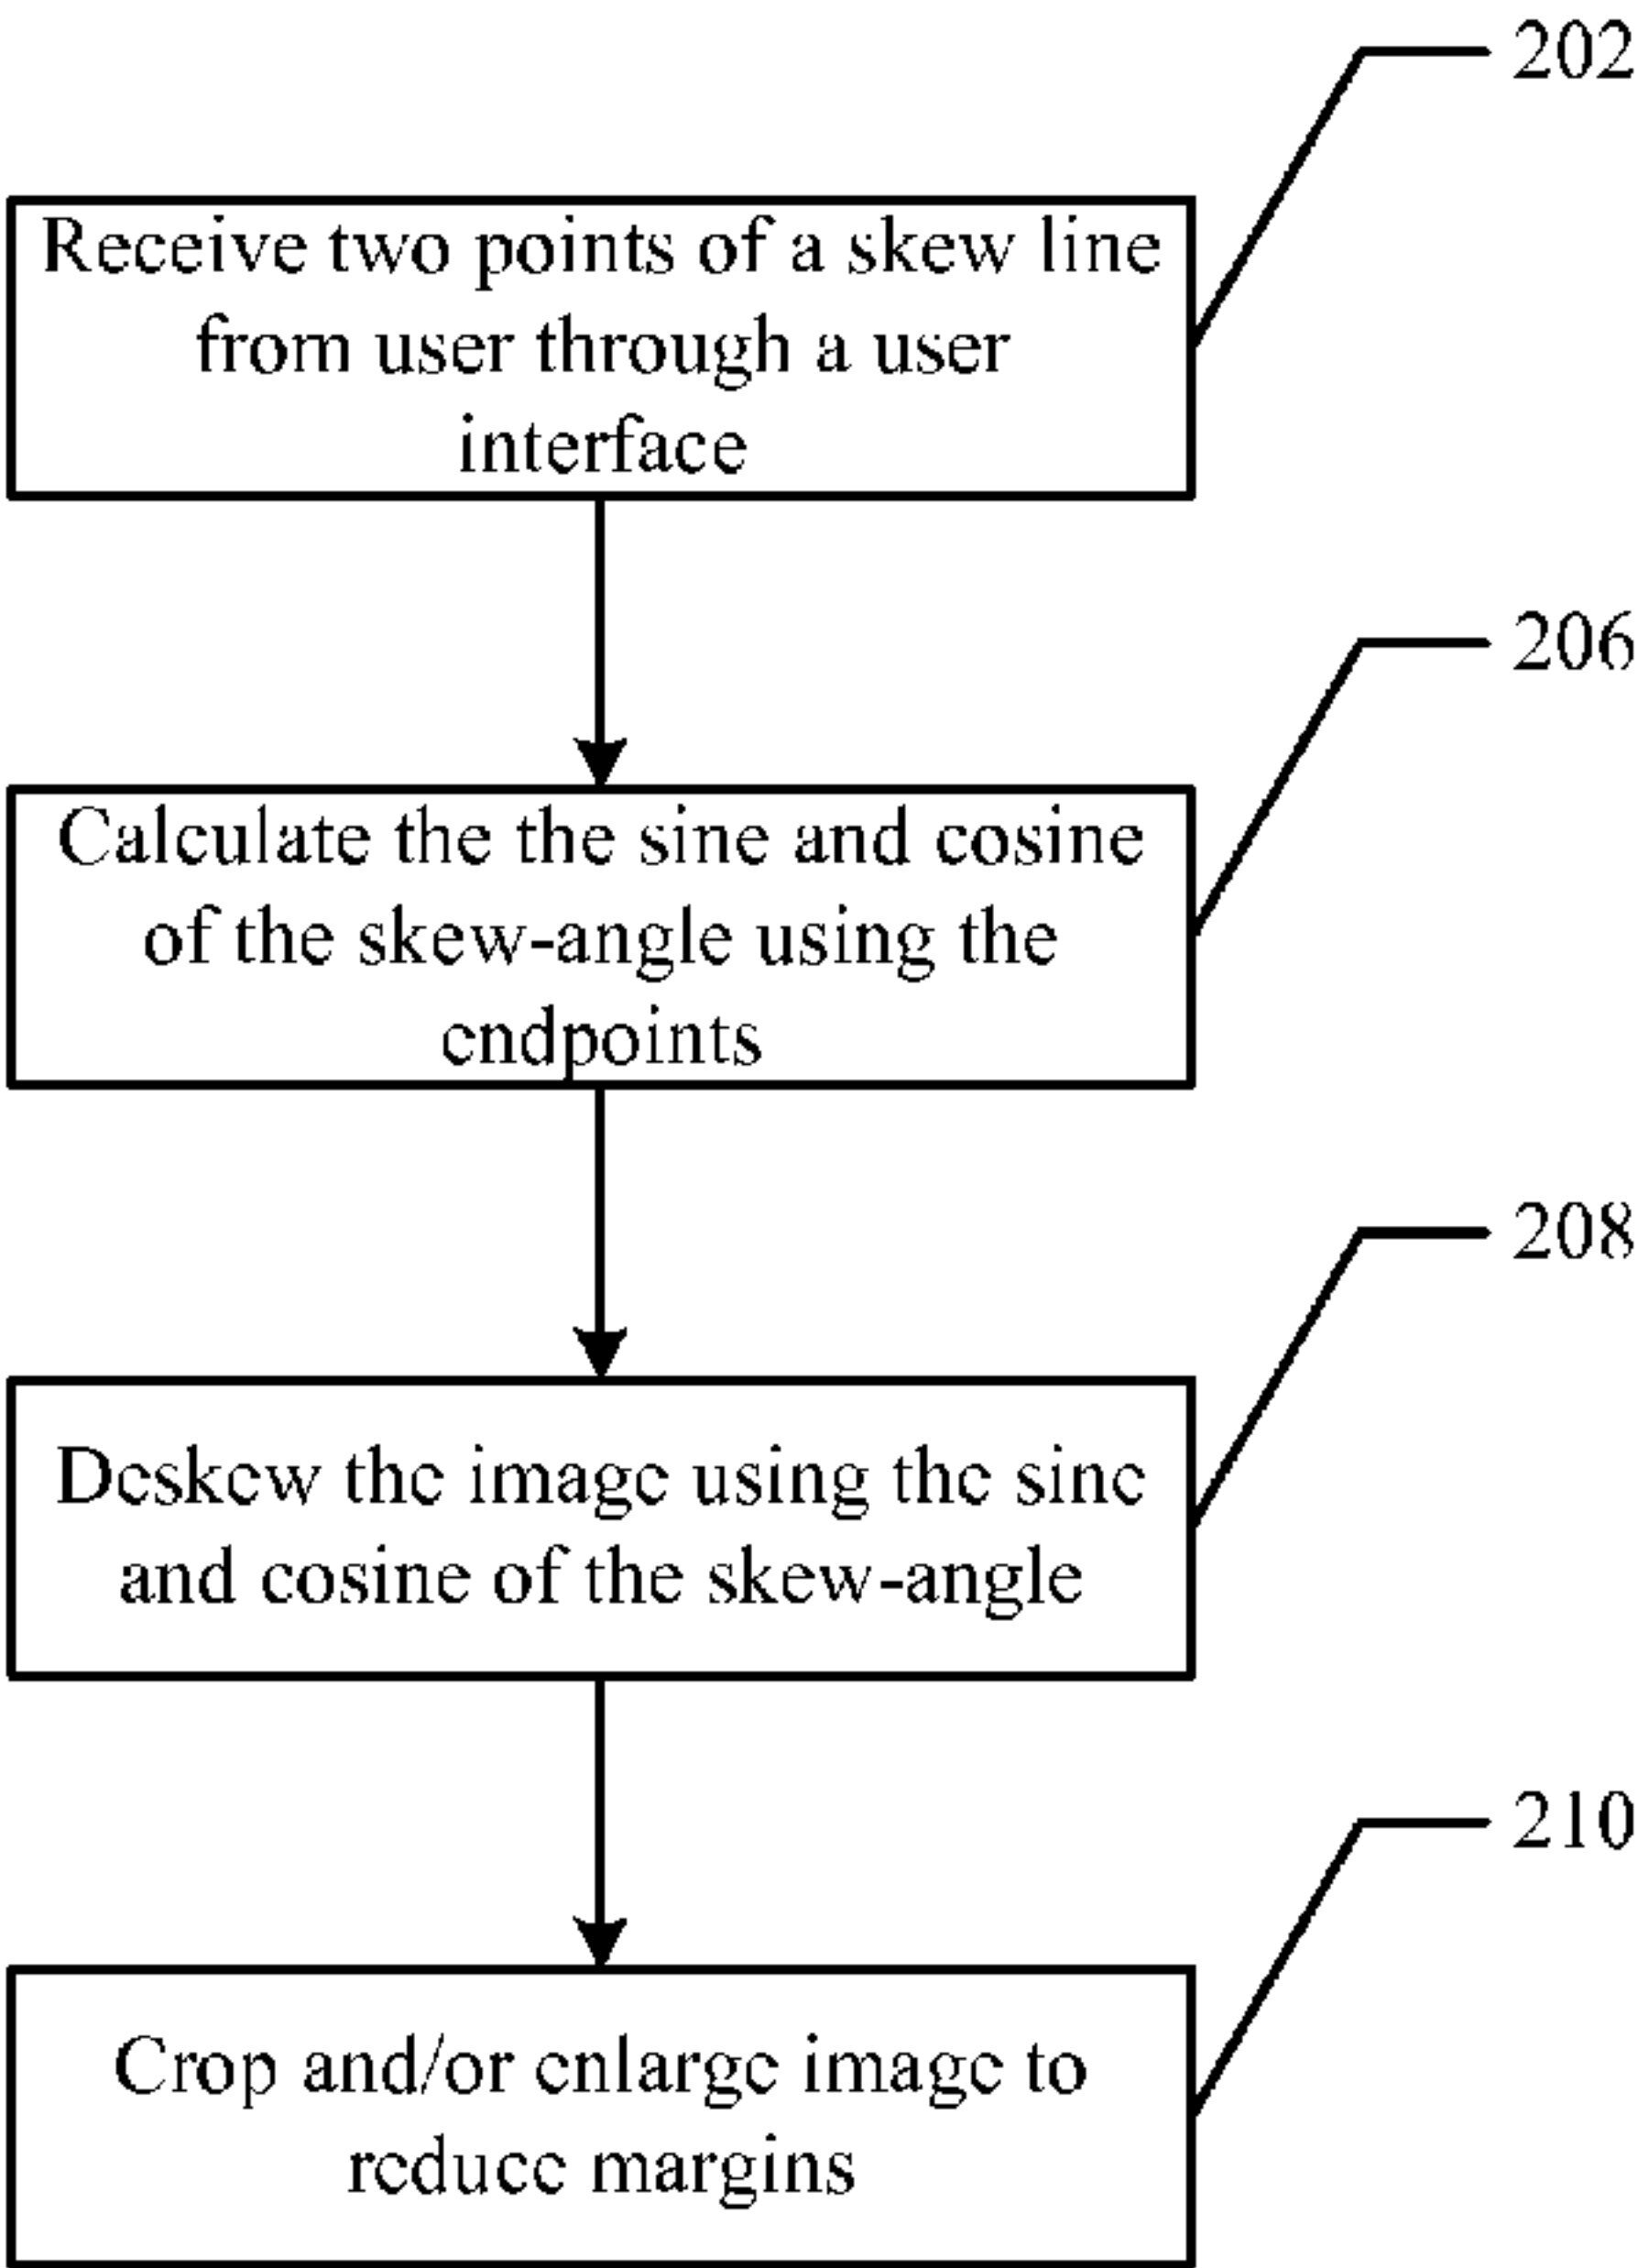 202
Receive two points of a skew line
from user through a user
interface
206
Calculate the the sine and cosine
of the skew-angle using the
endpoints
208
Deskew the image using the sine
and cosine of the skew-angle
210
Crop and/or enlarge image to
reduce margins